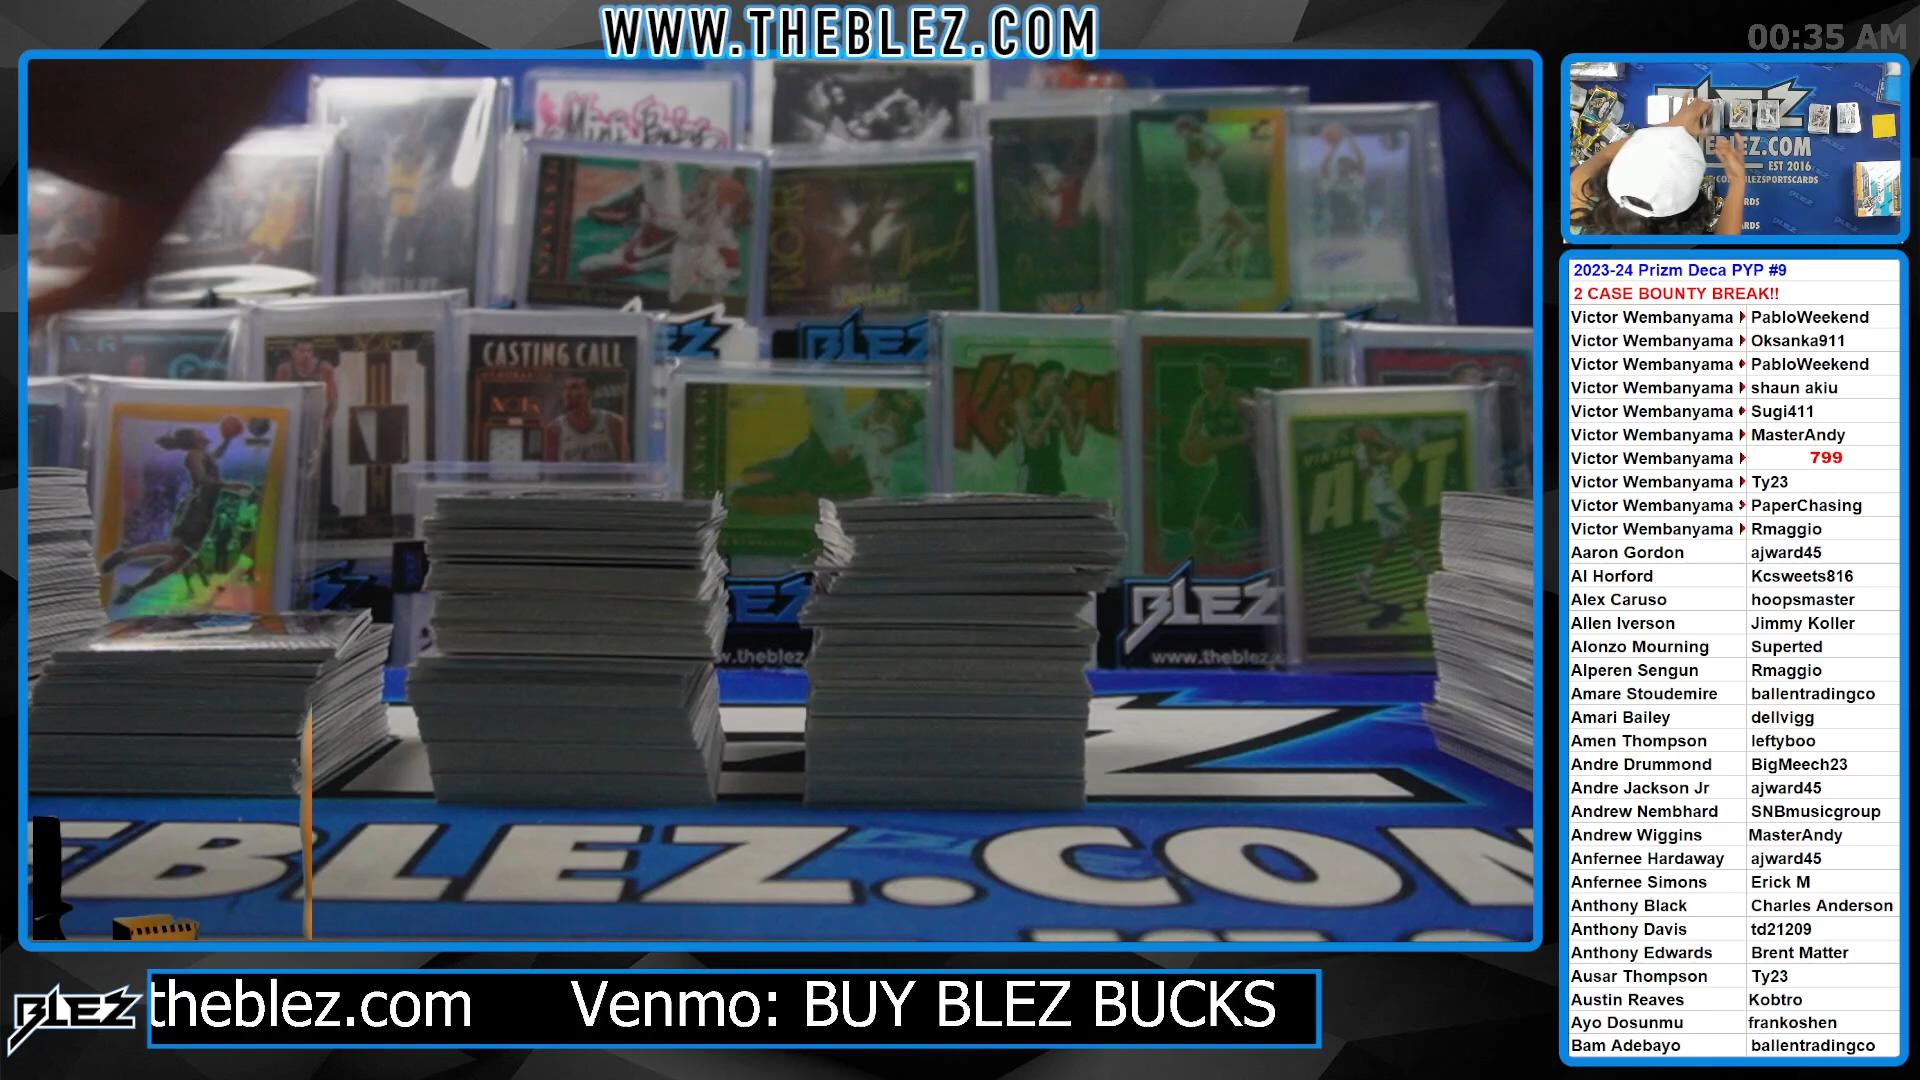 WWW.THEBLEZ.COM
00:35 AM
CASTING CALL
ART
BLEZ
BLEZ
www.theblez.
EBLEZ.COM
BLEZ
EST 2016
2023-24 Prizm Deca PYP #9
2 CASE BOUNTY BREAK!!
Victor Wembanyama PabloWeekend
Victor Wembanyama Oksanka911
Victor Wembanyama PabloWeekend
Victor Wembanyama shaun akiu
Victor Wembanyama Sugi411
Victor Wembanyama MasterAndy
Victor Wembanyama 799
Victor Wembanyama Ty23
Victor Wembanyama PaperChasing
Victor Wembanyama Rmaggio
Aaron Gordon ajward45
Al Horford Kcsweets816
Alex Caruso hoopsmaster
Allen Iverson Jimmy Koller
Alonzo Mourning Superted
Alperen Sengun Rmaggio
Amare Stoudemire ballentradingco
Amari Bailey dellvigg
Amen Thompson leftyboo
Andre Drummond BigMeech23
Andre Jackson Jr ajward45
Andrew Nembhard SNBmusicgroup
Andrew Wiggins MasterAndy
Anfernee Hardaway ajward45
Anfernee Simons Erick M
Anthony Black Charles Anderson
Anthony Davis td21209
Anthony Edwards Brent Matter
Ausar Thompson Ty23
Austin Reaves Kobtro
Ayo Dosunmu frankoshen
Bam Adebayo ballentradingco
BLEZ
theblez.com Venmo: BUY BLEZ BUCKS